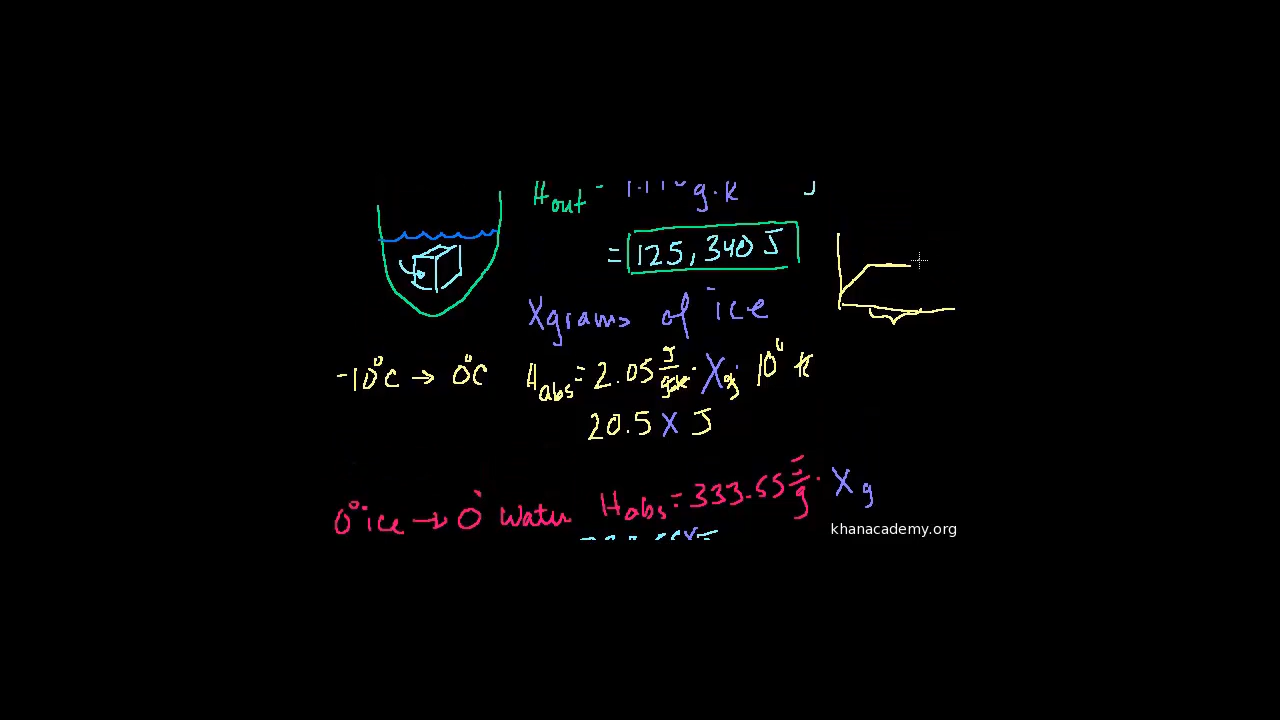 Hout = g·K
= 125,340 J
Xgrams of ice
-10°C → 0°C Habs = 2.05 J/g·K · Xg 10° K
20.5 X J
0° ice → 0° water Habs = 333.55 J/g · X g
khanacademy.org